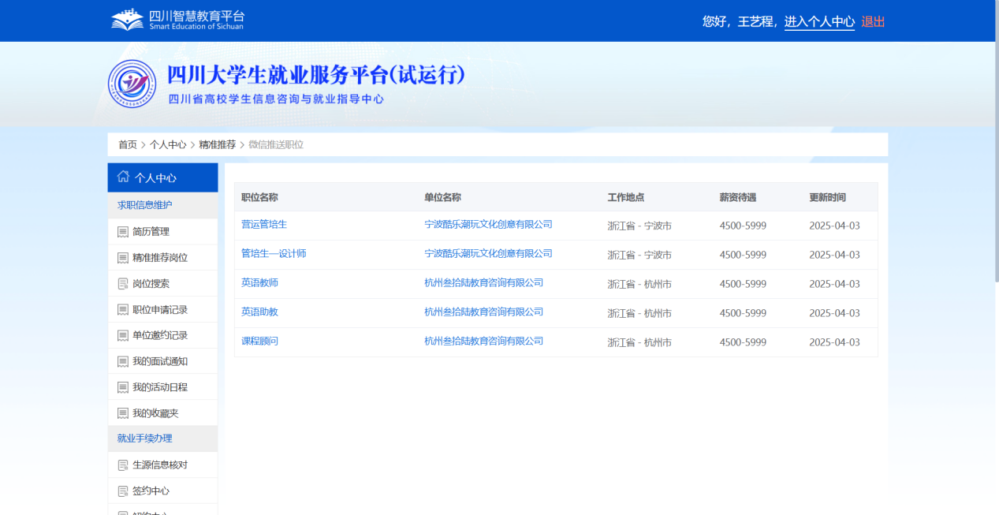 四川智慧教育平台
Smart Education of Sichuan
您好，王艺程，进入个人中心 退出
四川大学生就业服务平台(试运行)
四川省高校学生信息咨询与就业指导中心
首页 > 个人中心 > 精准推荐 > 微信推送职位
个人中心
求职信息维护
简历管理
精准推荐岗位
岗位搜索
职位申请记录
单位邀约记录
我的面试通知
我的活动日程
我的收藏夹
就业手续办理
生源信息核对
签约中心
职位名称 单位名称 工作地点 薪资待遇 更新时间
营运管培生 宁波酷乐潮玩文化创意有限公司 浙江省 - 宁波市 4500-5999 2025-04-03
管培生—设计师 宁波酷乐潮玩文化创意有限公司 浙江省 - 宁波市 4500-5999 2025-04-03
英语教师 杭州叁拾陆教育咨询有限公司 浙江省 - 杭州市 4500-5999 2025-04-03
英语助教 杭州叁拾陆教育咨询有限公司 浙江省 - 杭州市 4500-5999 2025-04-03
课程顾问 杭州叁拾陆教育咨询有限公司 浙江省 - 杭州市 4500-5999 2025-04-03